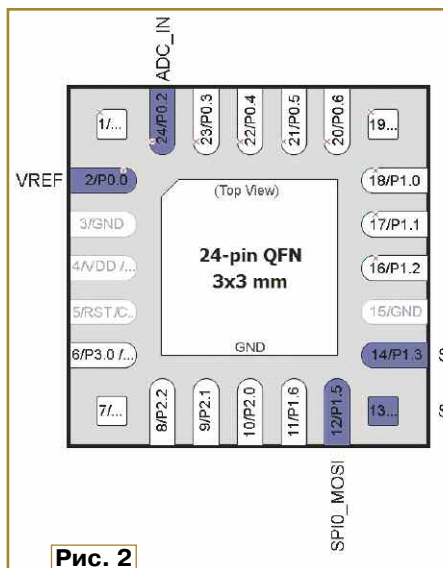 ADC_IN
1/...
24/P0.2
23/P0.3
22/P0.4
21/P0.5
20/P0.6
19...
VREF
2/P0.0
(Top View)
18/P1.0
3/GND
17/P1.1
4/VDD /...
24-pin QFN
3x3 mm
16/P1.2
5/RST /C..
15/GND
6/P3.0 /...
GND
14/P1.3
S
7/...
8/P2.2
9/P2.1
10/P2.0
11/P1.6
12/P1.5
13...
S
SPI0_MOSI
Рис. 2